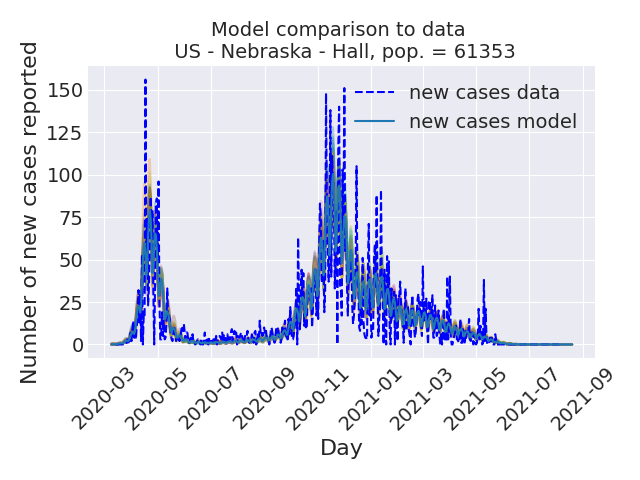 Model comparison to data
US - Nebraska - Hall, pop. = 61353
Number of new cases reported
150
125
100
75
50
25
0
new cases data
new cases model
2020-03
2020-05
2020-07
2020-09
2020-11
2021-01
2021-03
2021-05
2021-07
2021-09
Day